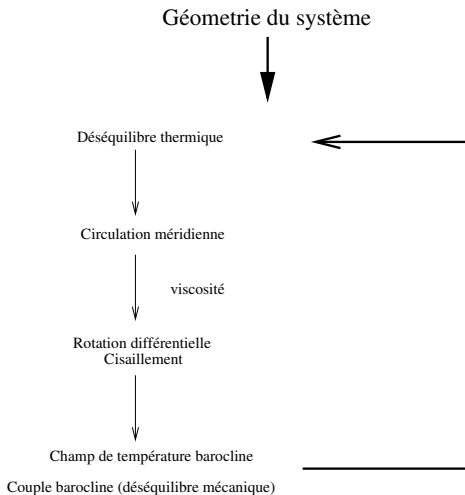 Géometrie du système
Déséquilibre thermique
Circulation méridienne
viscosité
Rotation différentielle
Cisaillement
Champ de température barocline
Couple barocline (déséquilibre mécanique)